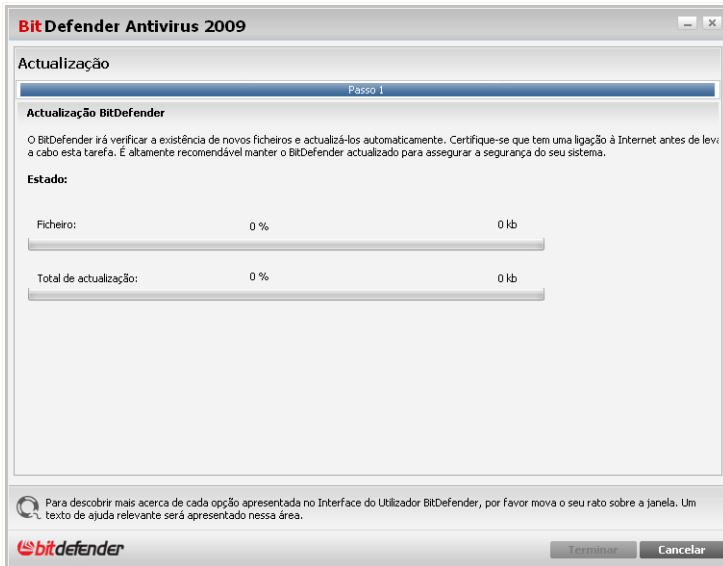 BitDefender Antivirus 2009
Actualização
Passo 1
Actualização BitDefender
O BitDefender irá verificar a existência de novos ficheiros e actualizá-los automaticamente. Certifique-se que tem uma ligação à Internet antes de leva
a cabo esta tarefa. É altamente recomendável manter o BitDefender actualizado para assegurar a segurança do seu sistema.
Estado:
Ficheiro: 0 % 0 kb
Total de actualização: 0 % 0 kb
Para descobrir mais acerca de cada opção apresentada no Interface do Utilizador BitDefender, por favor mova o seu rato sobre a janela. Um
texto de ajuda relevante será apresentado nessa área.
bitdefender Terminar Cancelar